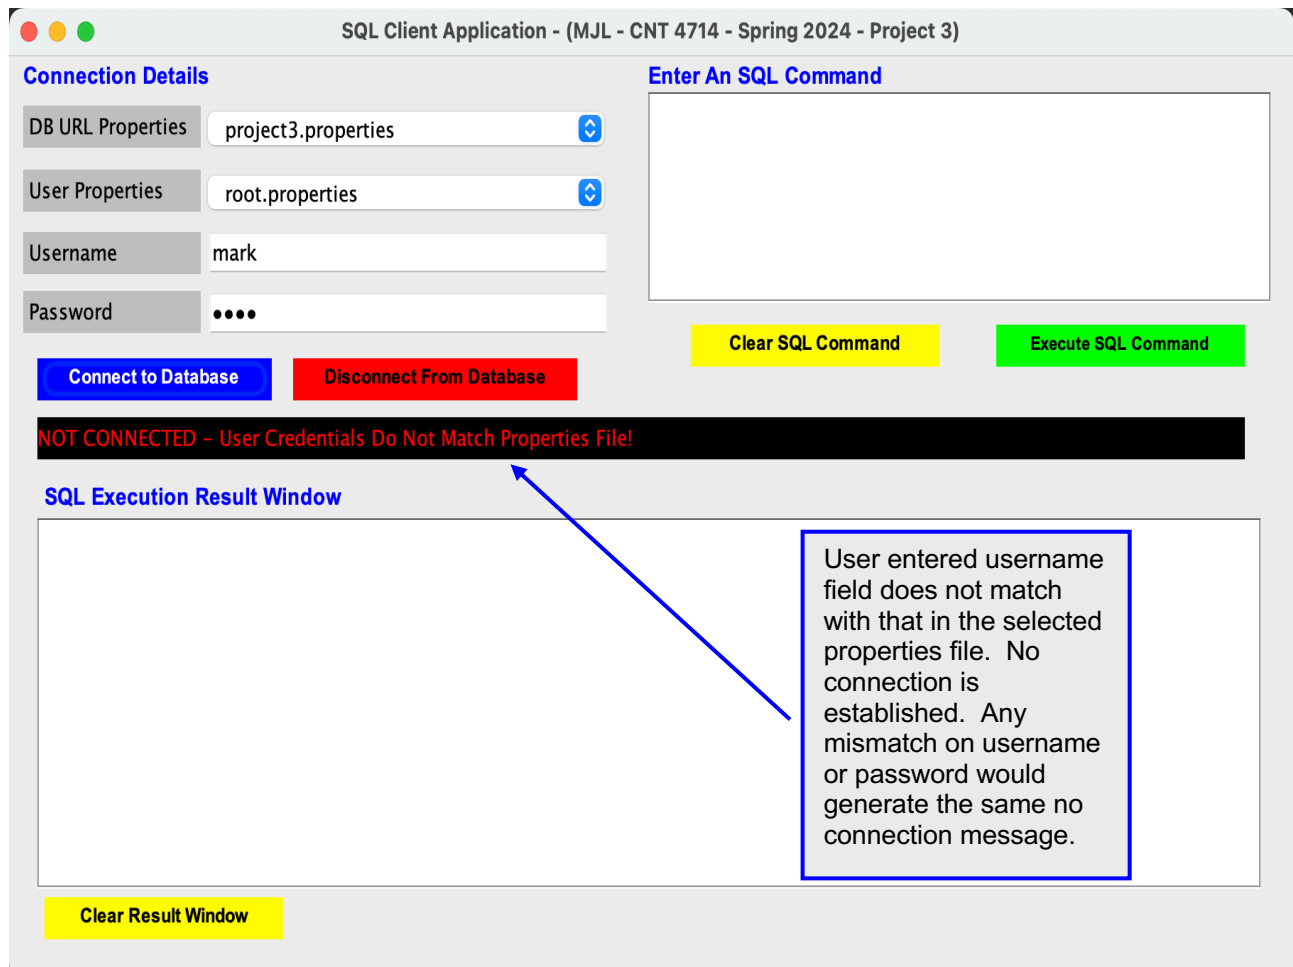 SQL Client Application - (MJL - CNT 4714 - Spring 2024 - Project 3)
Connection Details
DB URL Properties
project3.properties
User Properties
root.properties
Username
mark
Password
••••
Connect to Database
Disconnect From Database
Enter An SQL Command
Clear SQL Command
Execute SQL Command
NOT CONNECTED – User Credentials Do Not Match Properties File!
SQL Execution Result Window
User entered username
field does not match
with that in the selected
properties file.  No
connection is
established.  Any
mismatch on username
or password would
generate the same no
connection message.
Clear Result Window